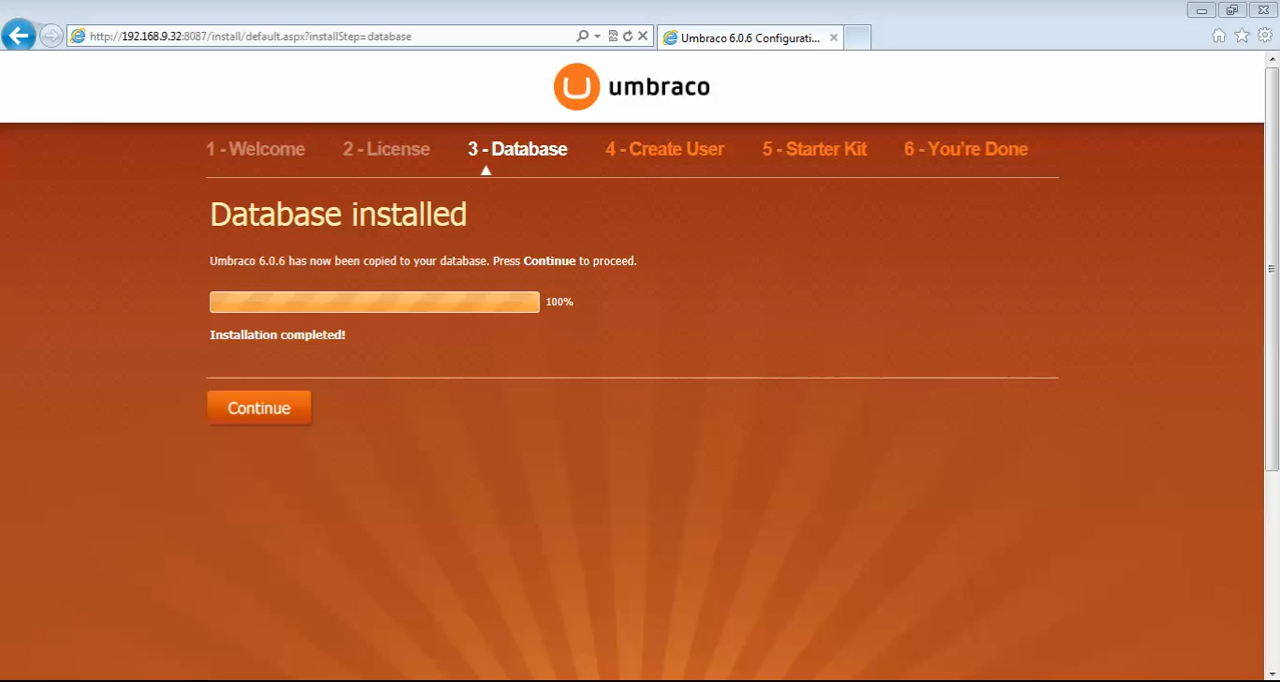 http://192.168.9.32:8087/install/default.aspx?installStep=database
Umbraco 6.0.6 Configurati...
umbraco
1 - Welcome
2 - License
3 - Database
4 - Create User
5 - Starter Kit
6 - You're Done
Database installed
Umbraco 6.0.6 has now been copied to your database. Press Continue to proceed.
100%
Installation completed!
Continue